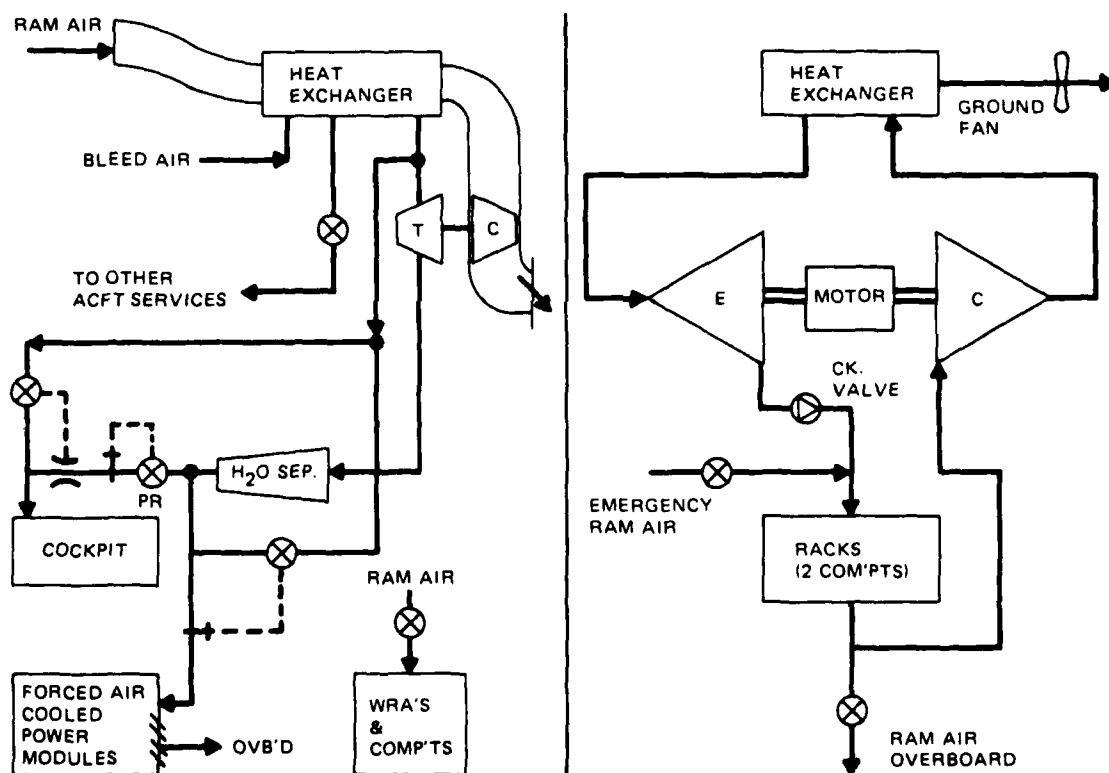 RAM AIR
HEAT
EXCHANGER
BLEED AIR
T
C
TO OTHER
ACFT SERVICES
PR
H2O SEP.
COCKPIT
RAM AIR
FORCED AIR
COOLED
POWER
MODULES
OVB'D
WRA'S
&
COMP'TS
HEAT
EXCHANGER
GROUND
FAN
E
MOTOR
C
CK.
VALVE
EMERGENCY
RAM AIR
RACKS
(2 COM'PTS)
RAM AIR
OVERBOARD